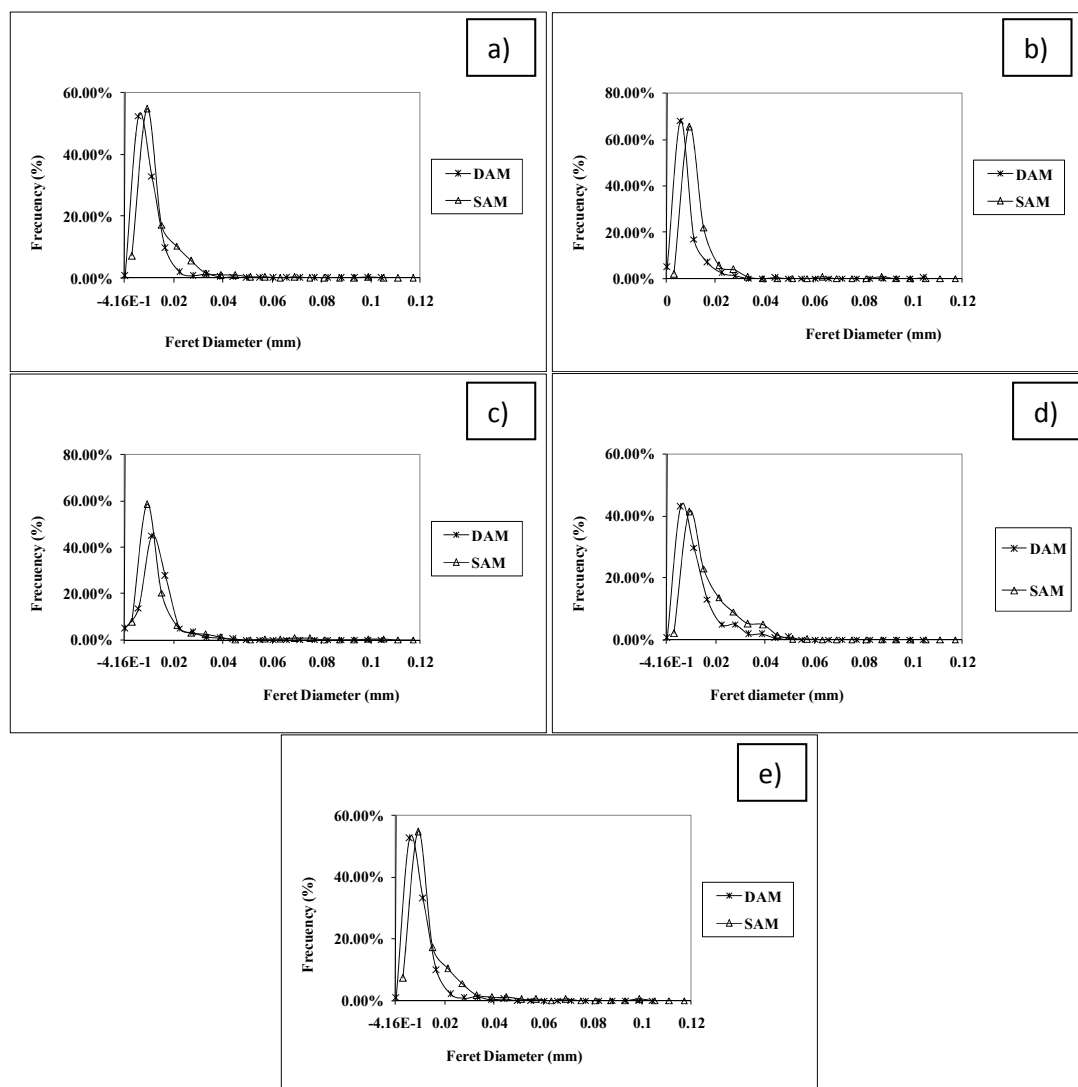 a)
60.00%
40.00%
20.00%
0.00%
Frecuency (%)
-4.16E-1 0.02 0.04 0.06 0.08 0.1 0.12
Feret Diameter (mm)
DAM
SAM
b)
80.00%
60.00%
40.00%
20.00%
0.00%
Frecuency (%)
0 0.02 0.04 0.06 0.08 0.1 0.12
Feret Diameter (mm)
DAM
SAM
c)
80.00%
60.00%
40.00%
20.00%
0.00%
Frecuency (%)
-4.16E-1 0.02 0.04 0.06 0.08 0.1 0.12
Feret Diameter (mm)
DAM
SAM
d)
60.00%
40.00%
20.00%
0.00%
Frecuency (%)
-4.16E-1 0.02 0.04 0.06 0.08 0.1 0.12
Feret diameter (mm)
DAM
SAM
e)
60.00%
40.00%
20.00%
0.00%
Frecuency (%)
-4.16E-1 0.02 0.04 0.06 0.08 0.1 0.12
Feret Diameter (mm)
DAM
SAM